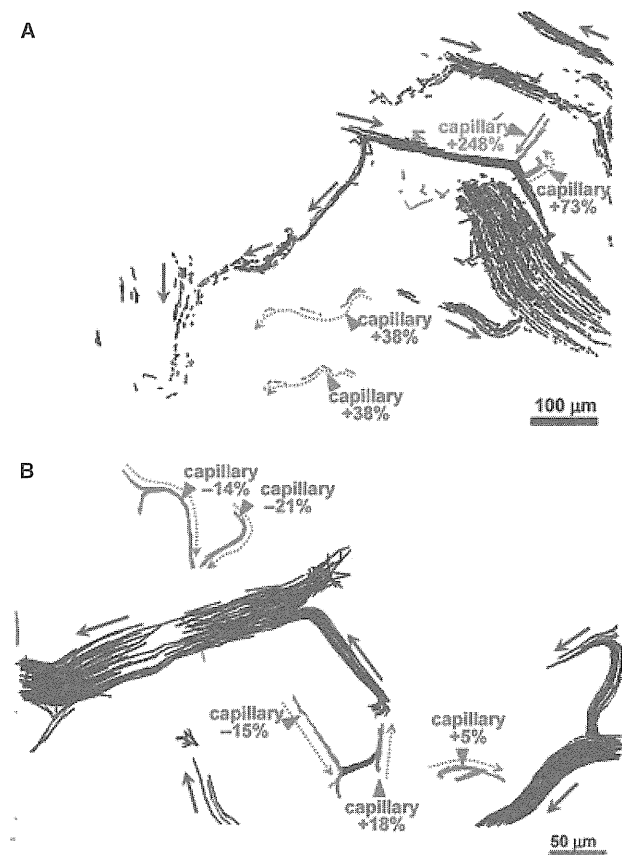 A
capillary
+248%
capillary
+73%
capillary
+38%
capillary
+38%
100 µm
B
capillary
–14%
capillary
–21%
capillary
–15%
capillary
+5%
capillary
+18%
50 µm